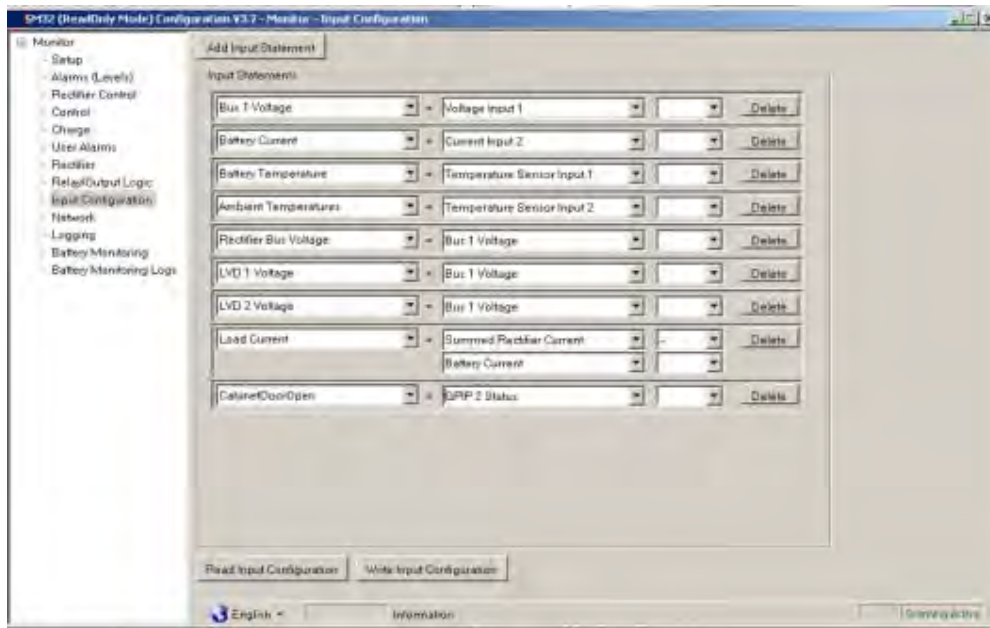 SM32 (ReadOnly Mode) Configuration V3.7 - Monitor - Input Configuration
Monitor
Setup
Alarms (Levels)
Rectifier Control
Control
Charge
User Alarms
Rectifier
Relay/Output Logic
Input Configuration
Network
Logging
Battery Monitoring
Battery Monitoring Logs
Add Input Statement
Input Statements
Bus 1 Voltage = Voltage Input 1 Delete
Battery Current = Current Input 2 Delete
Battery Temperature = Temperature Sensor Input 1 Delete
Ambient Temperatures = Temperature Sensor Input 2 Delete
Rectifier Bus Voltage = Bus 1 Voltage Delete
LVD 1 Voltage = Bus 1 Voltage Delete
LVD 2 Voltage = Bus 1 Voltage Delete
Load Current = Summed Rectifier Current - Delete
Battery Current
CabinetDoorOpen = GPIP 2 Status Delete
Read Input Configuration Write Input Configuration
English Information